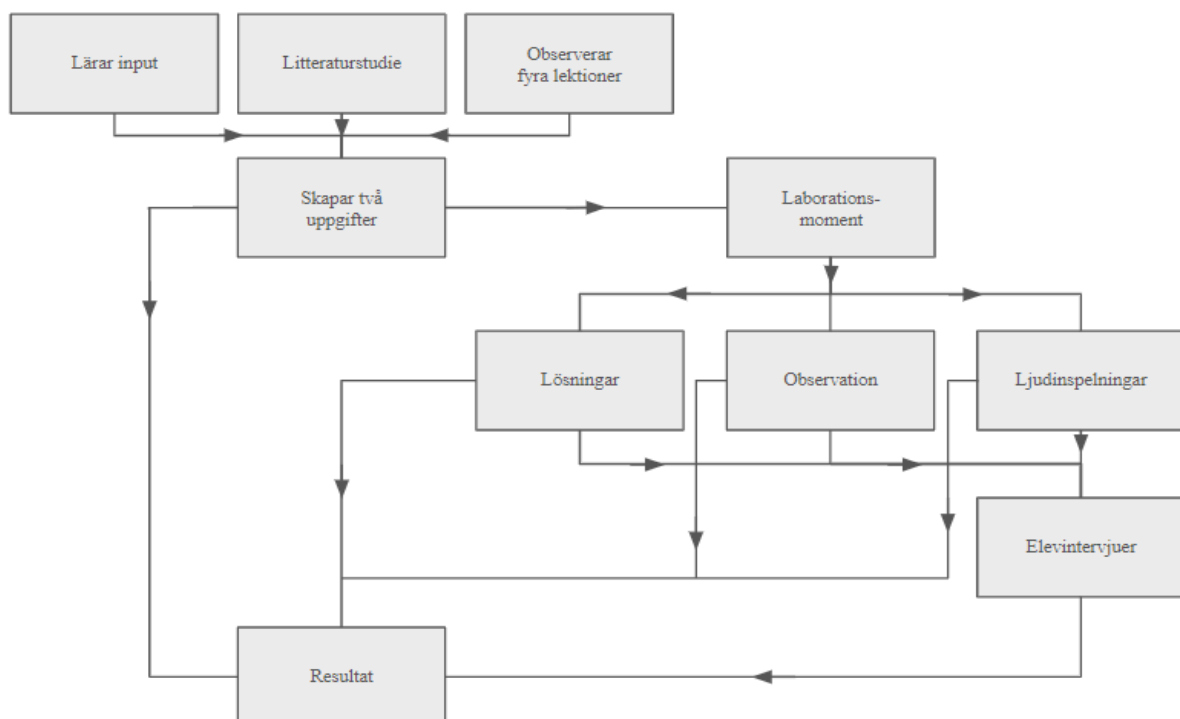 Lärar input
Litteraturstudie
Observerar
fyra lektioner
Skapar två
uppgifter
Laborations-
moment
Lösningar
Observation
Ljudinspelningar
Elevintervjuer
Resultat